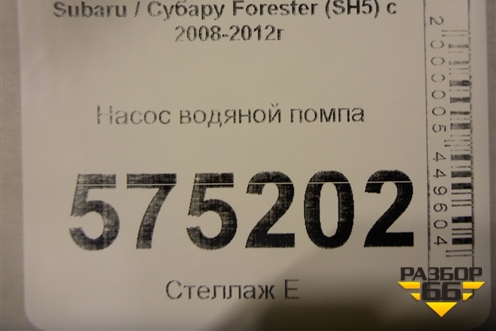 Subaru / Субару Forester (SH5) с
2008-2012г
Насос водяной помпа
575202
Стеллаж Е
2000005449604
РАЗБОР
66